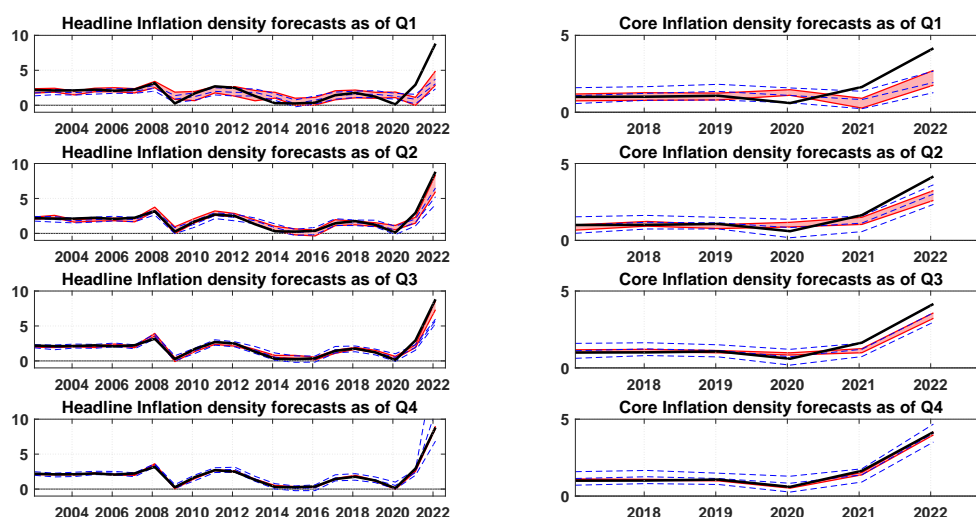 Headline Inflation density forecasts as of Q1
10
5
0
2004 2006 2008 2010 2012 2014 2016 2018 2020 2022
Headline Inflation density forecasts as of Q2
10
5
0
2004 2006 2008 2010 2012 2014 2016 2018 2020 2022
Headline Inflation density forecasts as of Q3
10
5
0
2004 2006 2008 2010 2012 2014 2016 2018 2020 2022
Headline Inflation density forecasts as of Q4
10
5
0
2004 2006 2008 2010 2012 2014 2016 2018 2020 2022
Core Inflation density forecasts as of Q1
5
0
2018 2019 2020 2021 2022
Core Inflation density forecasts as of Q2
5
0
2018 2019 2020 2021 2022
Core Inflation density forecasts as of Q3
5
0
2018 2019 2020 2021 2022
Core Inflation density forecasts as of Q4
5
0
2018 2019 2020 2021 2022